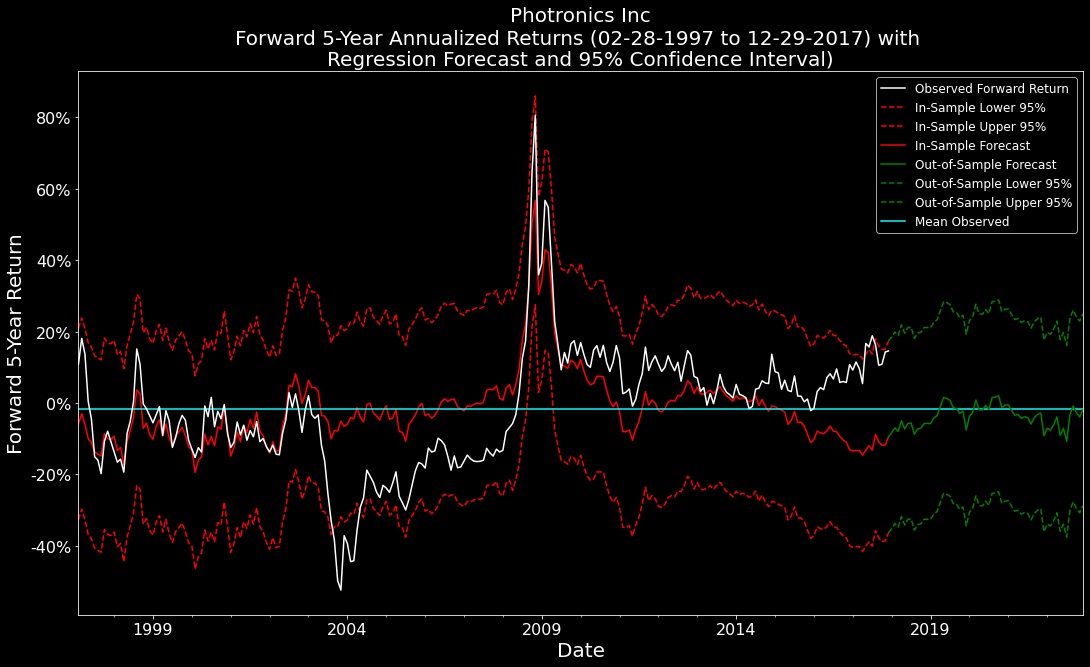 Photronics Inc
Forward 5-Year Annualized Returns (02-28-1997 to 12-29-2017) with
Regression Forecast and 95% Confidence Interval)
Observed Forward Return
In-Sample Lower 95%
In-Sample Upper 95%
In-Sample Forecast
Out-of-Sample Forecast
Out-of-Sample Lower 95%
Out-of-Sample Upper 95%
Mean Observed
Forward 5-Year Return
80%
60%
40%
20%
0%
-20%
-40%
1999
2004
2009
2014
2019
Date